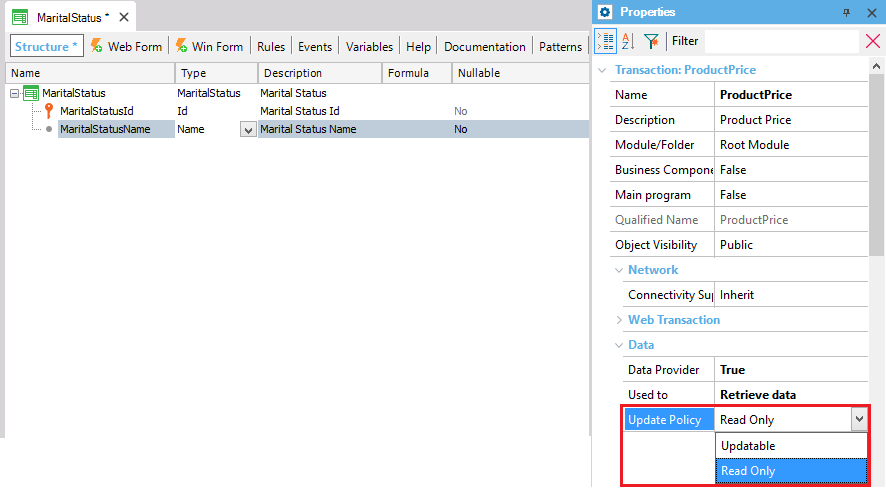 MaritalStatus *
Structure * Web Form Win Form Rules Events Variables Help Documentation Patterns
Name Type Description Formula Nullable
MaritalStatus MaritalStatus Marital Status
MaritalStatusId Id Marital Status Id No
MaritalStatusName Name Marital Status Name No
Properties
Filter
Transaction: ProductPrice
Name ProductPrice
Description Product Price
Module/Folder Root Module
Business Compone False
Main program False
Qualified Name ProductPrice
Object Visibility Public
Network
Connectivity Su Inherit
Web Transaction
Data
Data Provider True
Used to Retrieve data
Update Policy Read Only
Updatable
Read Only